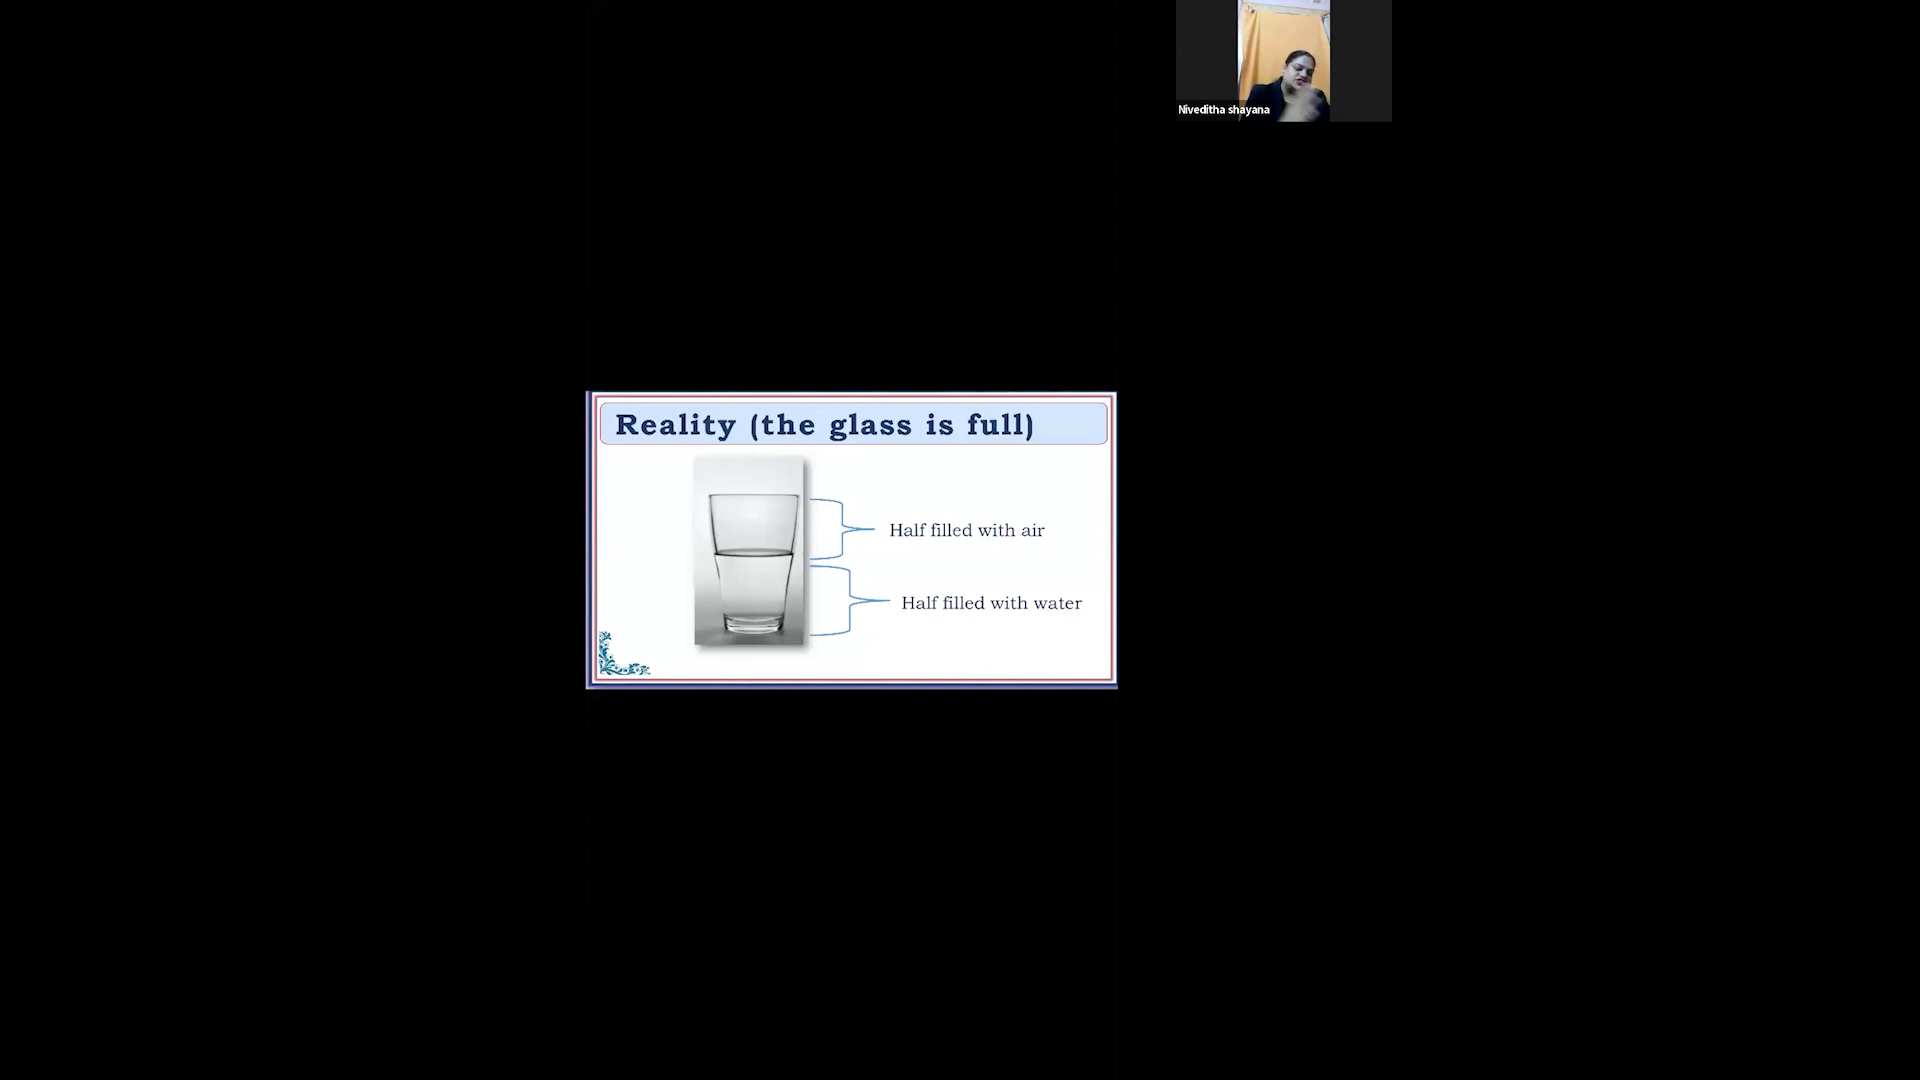 Niveditha shayana
Reality (the glass is full)
Half filled with air
Half filled with water